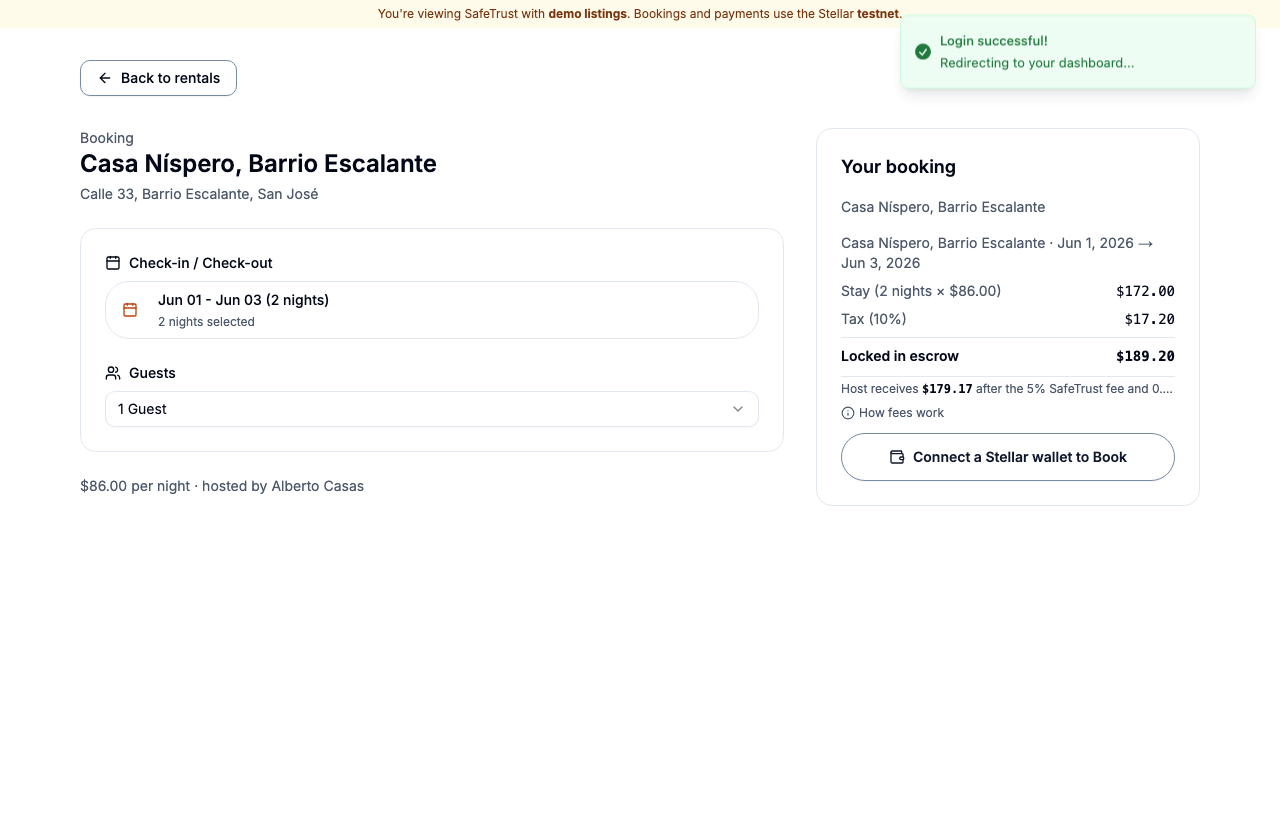 You're viewing SafeTrust with demo listings. Bookings and payments use the Stellar testnet.
Login successful!
Redirecting to your dashboard...
Back to rentals
Booking
Casa Níspero, Barrio Escalante
Calle 33, Barrio Escalante, San José
Check-in / Check-out
Jun 01 - Jun 03 (2 nights)
2 nights selected
Guests
1 Guest
$86.00 per night · hosted by Alberto Casas
Your booking
Casa Níspero, Barrio Escalante
Casa Níspero, Barrio Escalante · Jun 1, 2026 →
Jun 3, 2026
Stay (2 nights × $86.00) $172.00
Tax (10%) $17.20
Locked in escrow $189.20
Host receives $179.17 after the 5% SafeTrust fee and 0....
How fees work
Connect a Stellar wallet to Book